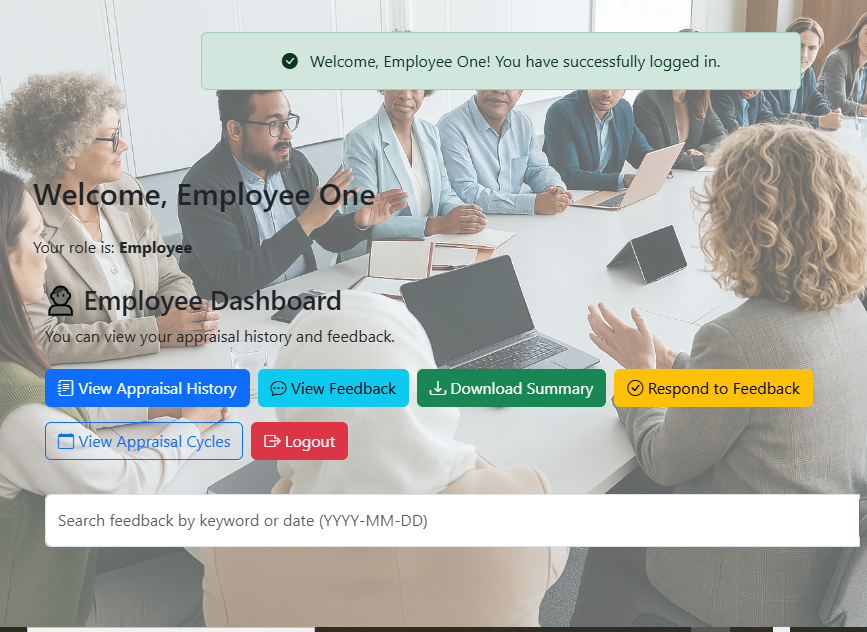 Welcome, Employee One! You have successfully logged in.
Welcome, Employee One
Your role is: Employee
Employee Dashboard
You can view your appraisal history and feedback.
View Appraisal History
View Feedback
Download Summary
Respond to Feedback
View Appraisal Cycles
Logout
Search feedback by keyword or date (YYYY-MM-DD)